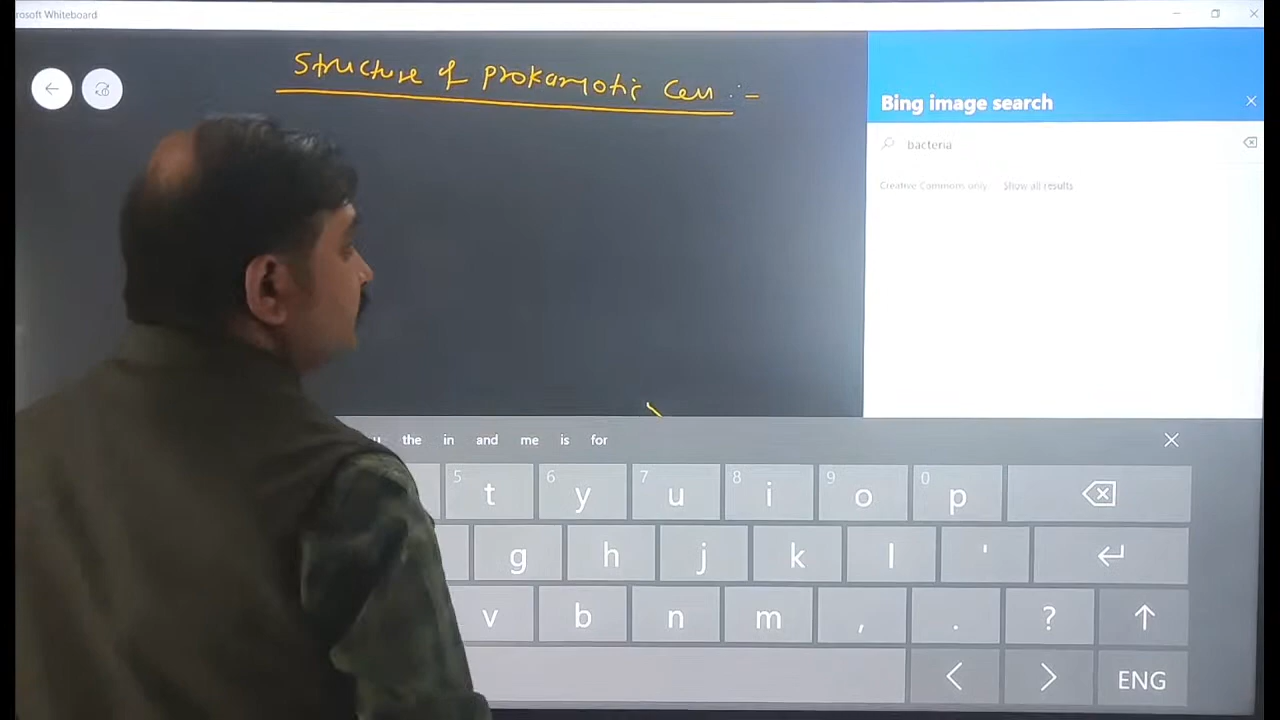 rosoft Whiteboard
Structure of prokaryotic Cell :-
Bing image search
bacteria
Creative Commons only Show all results
the in and me is for
5 t 6 y 7 u 8 i 9 o 0 p
g h j k l '
v b n m , . ? ↑
< > ENG